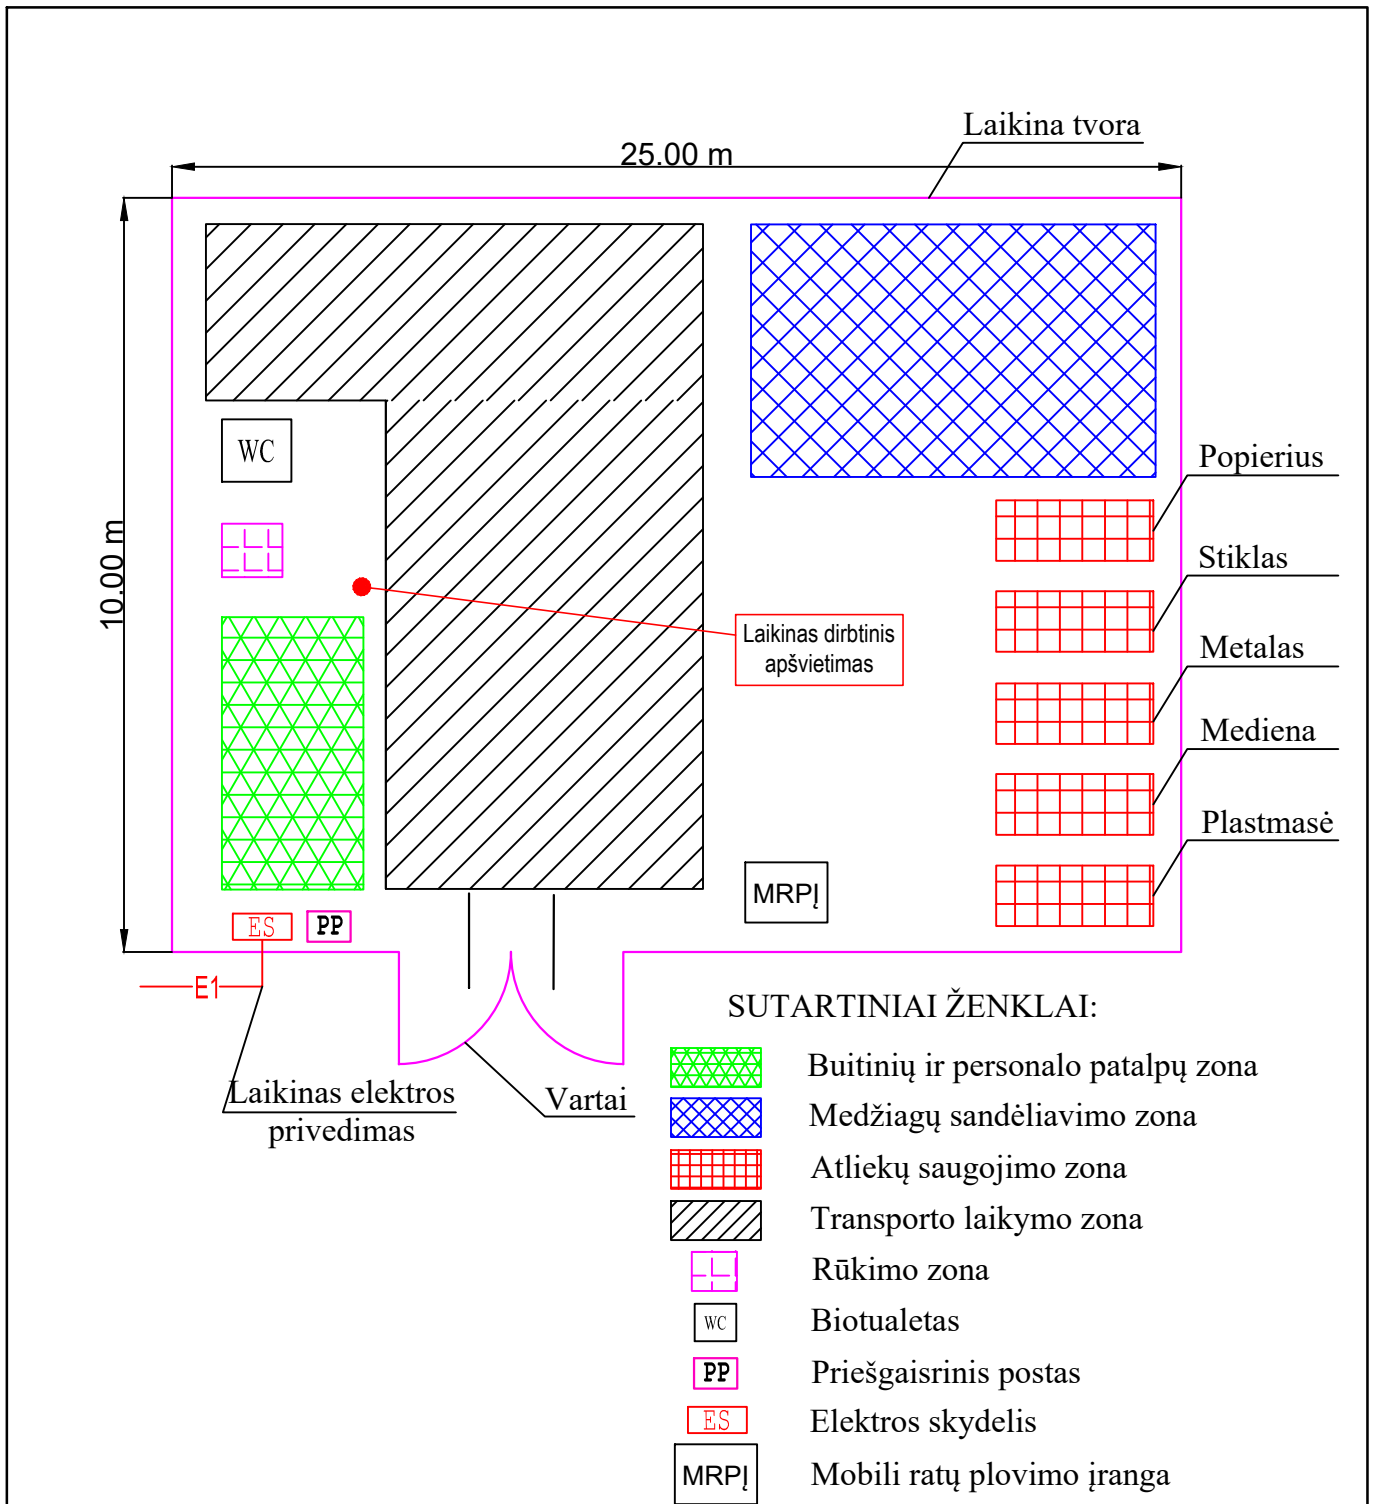 Laikina tvora
25.00 m
10.00 m
WC
Popierius
Stiklas
Laikinas dirbtinis
apšvietimas
Metalas
Mediena
Plastmasė
MRPĮ
ES
PP
E1
Laikinas elektros
privedimas
Vartai
SUTARTINIAI ŽENKLAI:
Buitinių ir personalo patalpų zona
Medžiagų sandėliavimo zona
Atliekų saugojimo zona
Transporto laikymo zona
Rūkimo zona
WC Biotualetas
PP Priešgaisrinis postas
ES Elektros skydelis
MRPĮ Mobili ratų plovimo įranga